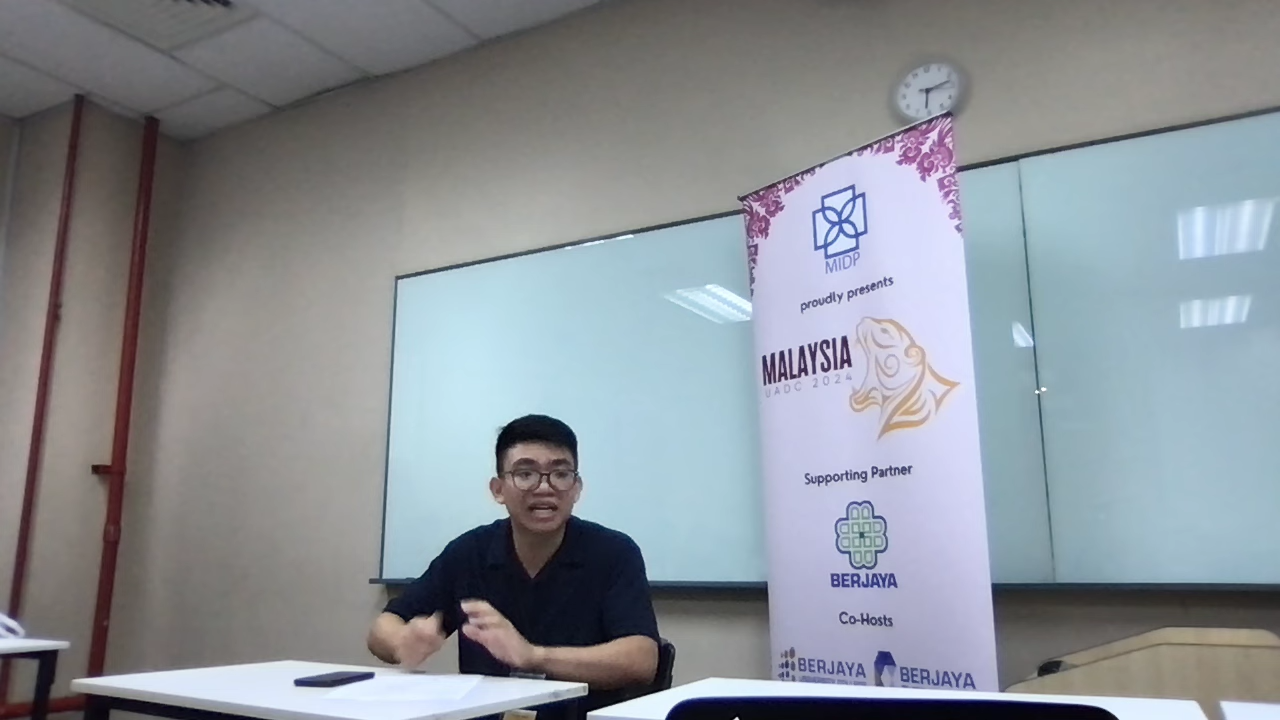 MIDP
proudly presents
MALAYSIA
UADC 2024
Supporting Partner
BERJAYA
Co-Hosts
BERJAYA BERJAYA